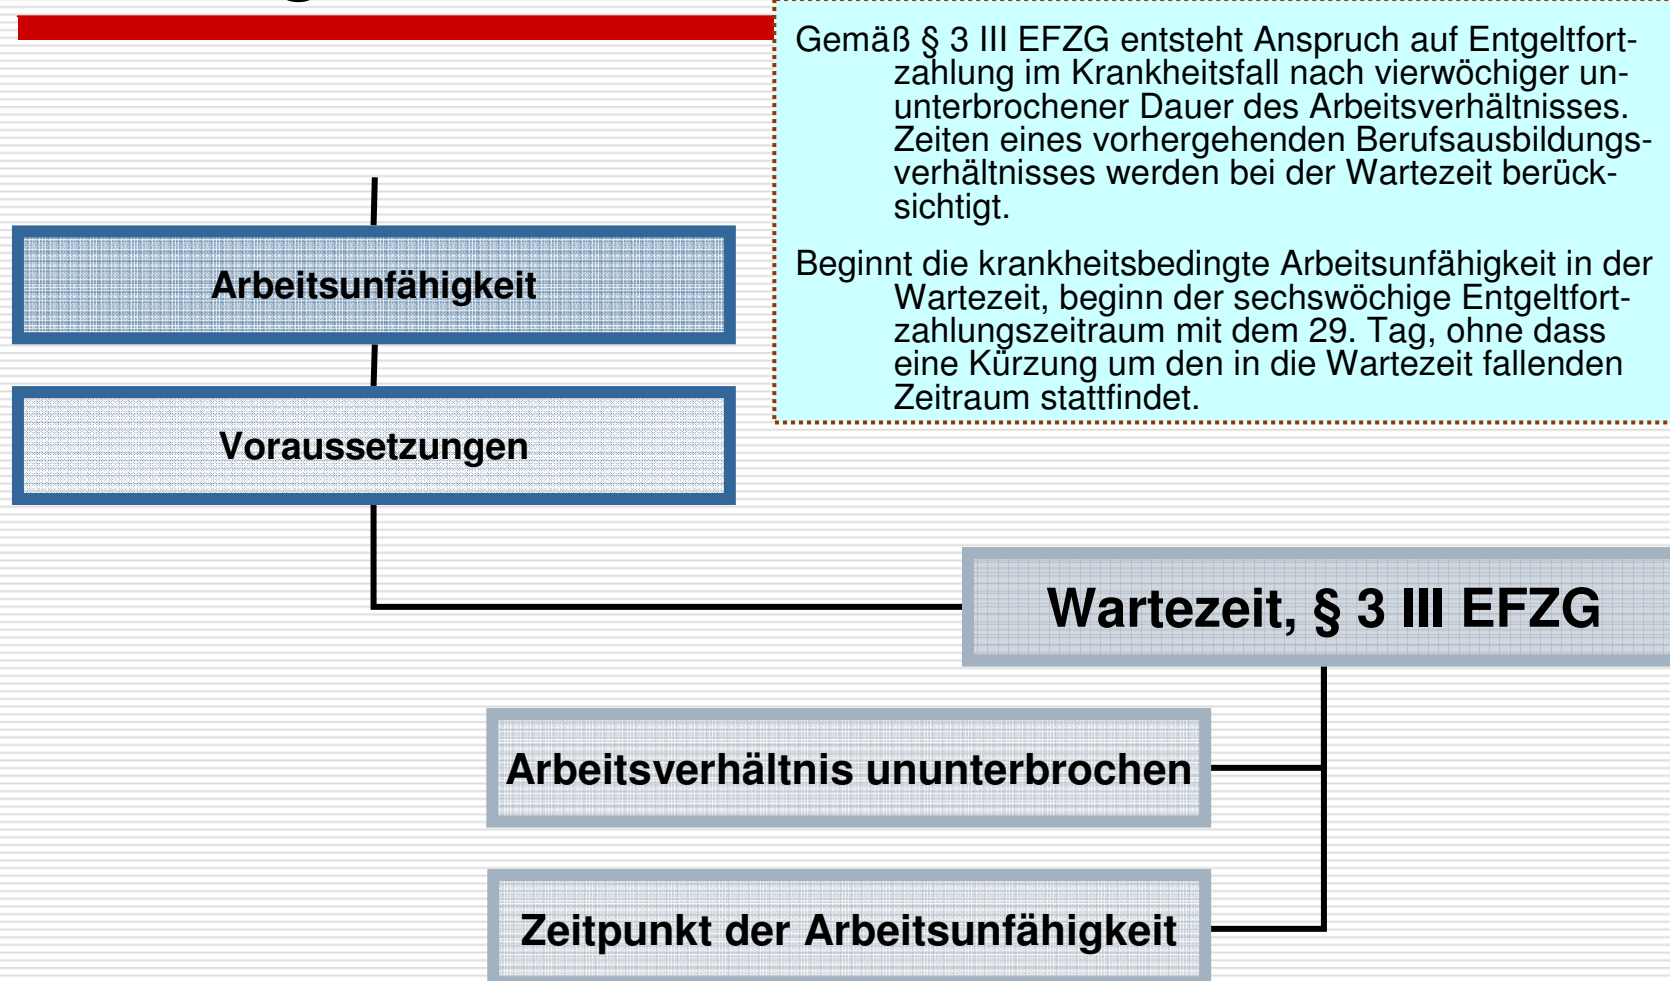 Gemäß § 3 III EFZG entsteht Anspruch auf Entgeltfort-
zahlung im Krankheitsfall nach vierwöchiger un-
ununterbrochener Dauer des Arbeitsverhältnisses.
Zeiten eines vorhergehenden Berufsausbildungs-
verhältnisses werden bei der Wartezeit berück-
sichtigt.
Beginnt die krankheitsbedingte Arbeitsunfähigkeit in der
Wartezeit, beginn der sechswöchige Entgeltfort-
zahlungszeitraum mit dem 29. Tag, ohne dass
eine Kürzung um den in die Wartezeit fallenden
Zeitraum stattfindet.
Arbeitsunfähigkeit
Voraussetzungen
Wartezeit, § 3 III EFZG
Arbeitsverhältnis ununterbrochen
Zeitpunkt der Arbeitsunfähigkeit